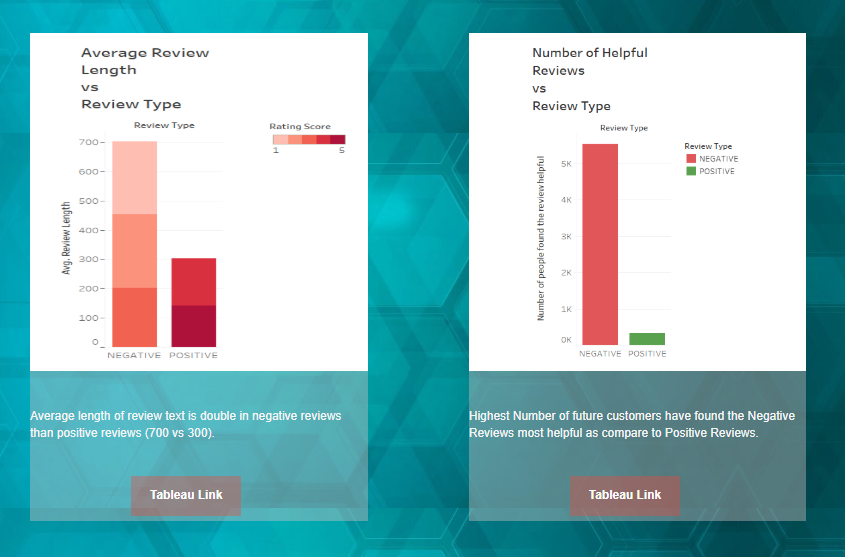 Average Review
Length
vs
Review Type
Review Type
Rating Score
1 5
Avg. Review Length
700
600
500
400
300
200
100
0
NEGATIVE POSITIVE
Average length of review text is double in negative reviews
than positive reviews (700 vs 300).
Tableau Link
Number of Helpful
Reviews
vs
Review Type
Review Type
Review Type
NEGATIVE
POSITIVE
Number of people found the review helpful
5K
4K
3K
2K
1K
0K
NEGATIVE POSITIVE
Highest Number of future customers have found the Negative
Reviews most helpful as compare to Positive Reviews.
Tableau Link